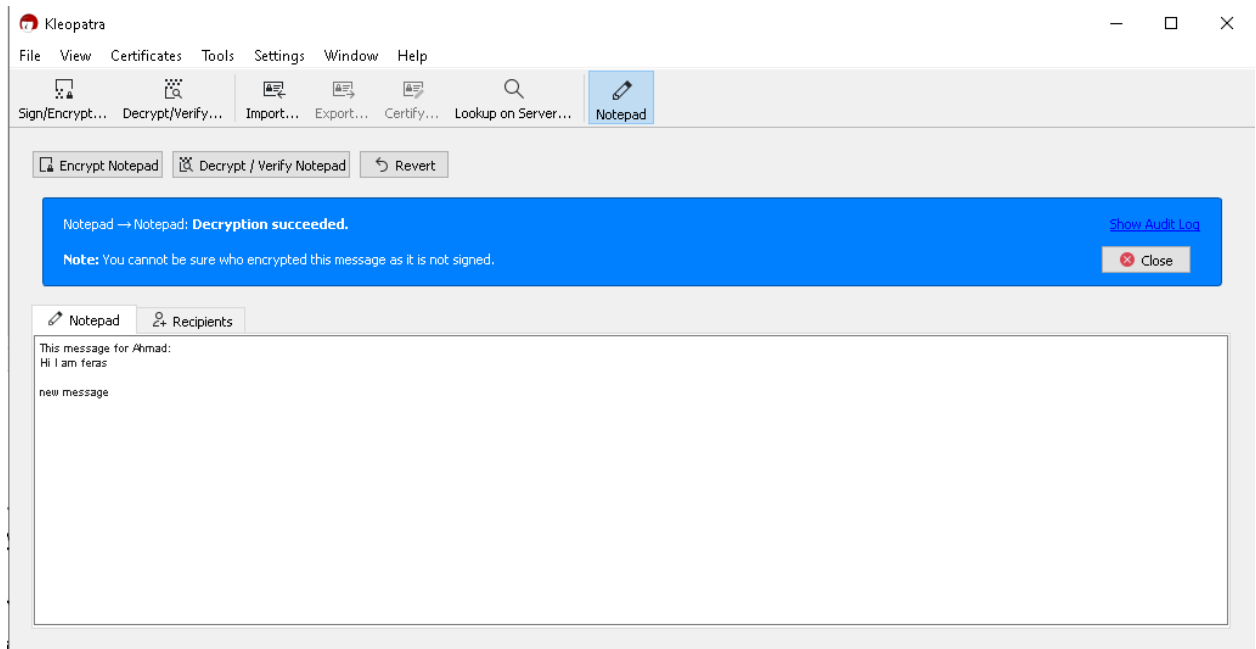 Kleopatra
File View Certificates Tools Settings Window Help
Sign/Encrypt... Decrypt/Verify... Import... Export... Certify... Lookup on Server... Notepad
Encrypt Notepad Decrypt / Verify Notepad Revert
Notepad → Notepad: Decryption succeeded. Show Audit Log
Note: You cannot be sure who encrypted this message as it is not signed. Close
Notepad Recipients
This message for Ahmad:
Hi I am feras
new message